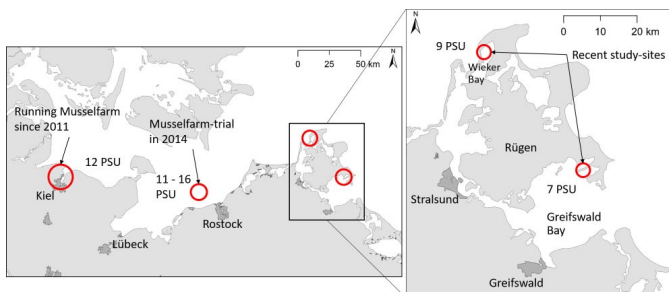 N
0 25 50 km
Running Musselfarm
since 2011
Musselfarm-trial
in 2014
12 PSU
11 - 16
PSU
Kiel
Lübeck
Rostock
N
0 10 20 km
9 PSU
Wieker
Bay
Recent study-sites
Rügen
7 PSU
Stralsund
Greifswald
Bay
Greifswald